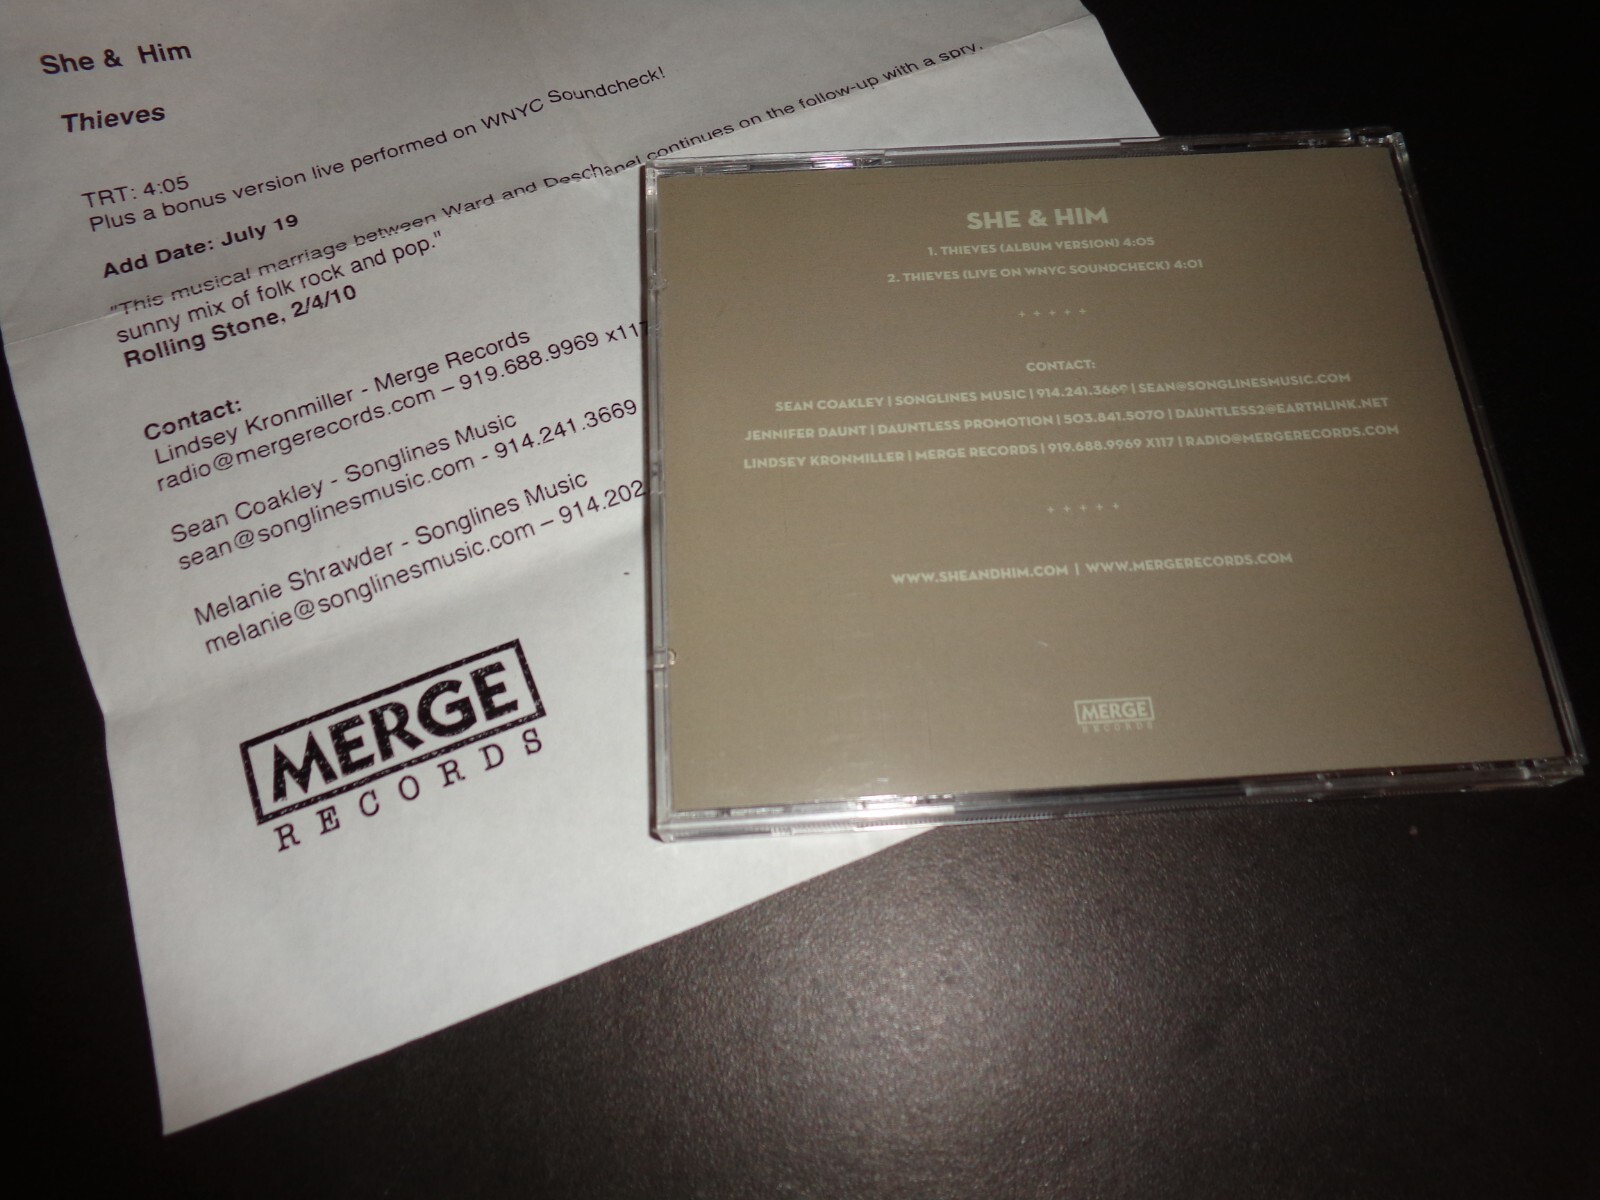 She & Him
Thieves
TRT: 4:05
Plus a bonus version live performed on WNYC Soundcheck!
Add Date: July 19
"This musical marriage between Ward and Deschanel continues on the follow-up with a spry,
sunny mix of folk rock and pop."
Rolling Stone, 2/4/10
Contact:
Lindsey Kronmiller - Merge Records
radio@mergerecords.com – 919.688.9969 x117
Sean Coakley - Songlines Music
sean@songlinesmusic.com - 914.241.3669
Melanie Shrawder - Songlines Music
melanie@songlinesmusic.com – 914.202
MERGE
RECORDS
SHE & HIM
1. THIEVES (ALBUM VERSION) 4:05
2. THIEVES (LIVE ON WNYC SOUNDCHECK) 4:01
+ + + + +
CONTACT:
SEAN COAKLEY | SONGLINES MUSIC | 914.241.3669 | SEAN@SONGLINESMUSIC.COM
JENNIFER DAUNT | DAUNTLESS PROMOTION | 503.841.5070 | DAUNTLESS2@EARTHLINK.NET
LINDSEY KRONMILLER | MERGE RECORDS | 919.688.9969 X117 | RADIO@MERGERECORDS.COM
+ + + + +
WWW.SHEANDHIM.COM | WWW.MERGERECORDS.COM
MERGE
RECORDS